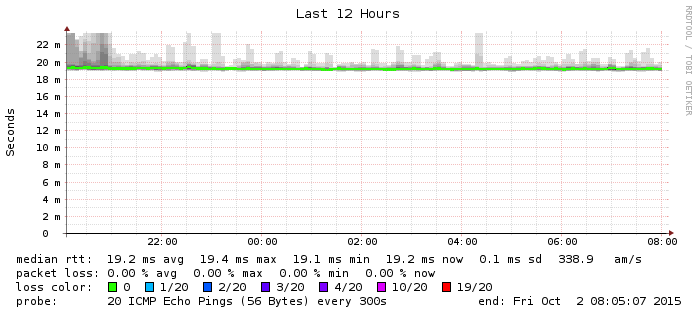 Last 12 Hours
RRDTOOL / TOBI OETIKER
Seconds
22 m
20 m
18 m
16 m
14 m
12 m
10 m
8 m
6 m
4 m
2 m
0
22:00 00:00 02:00 04:00 06:00 08:00
median rtt: 19.2 ms avg 19.4 ms max 19.1 ms min 19.2 ms now 0.1 ms sd 338.9 am/s
packet loss: 0.00 % avg 0.00 % max 0.00 % min 0.00 % now
loss color: 0 1/20 2/20 3/20 4/20 10/20 19/20
probe: 20 ICMP Echo Pings (56 Bytes) every 300s end: Fri Oct 2 08:05:07 2015